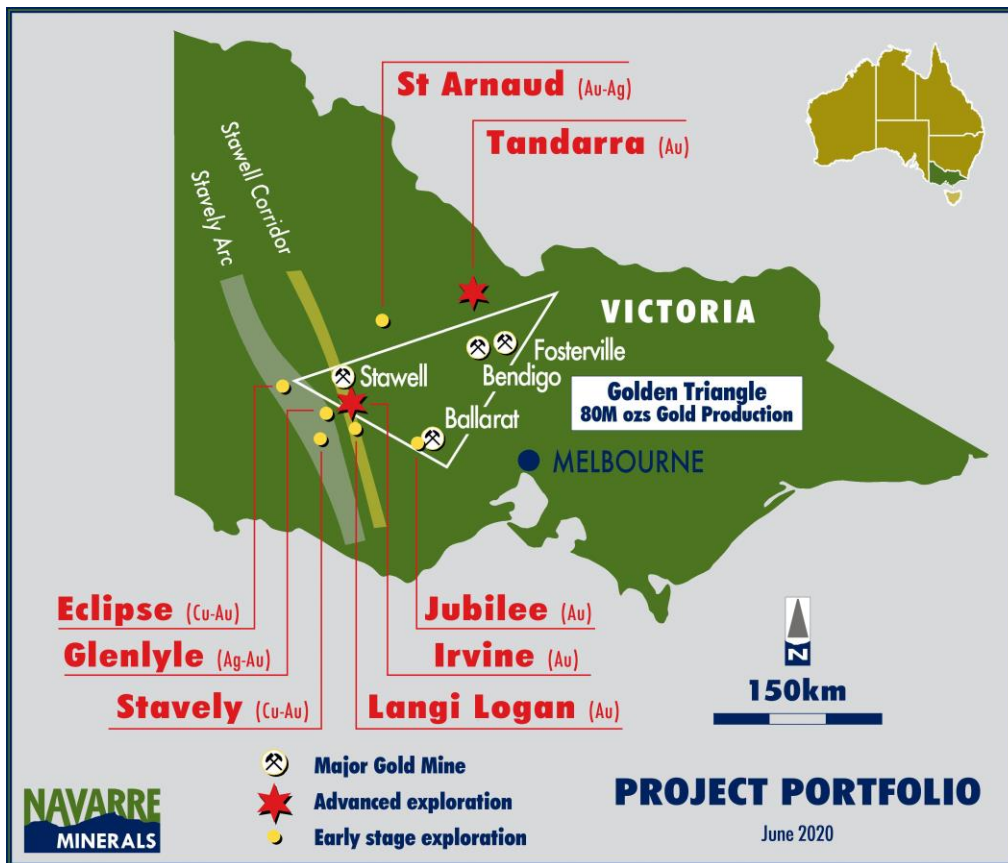 St Arnaud (Au-Ag)
Tandarra (Au)
Stawell Corridor
Stavely Arc
VICTORIA
Fosterville
Bendigo
Stawell
Ballarat
Golden Triangle
80M ozs Gold Production
MELBOURNE
Eclipse (Cu-Au)
Jubilee (Au)
Glenlyle (Ag-Au)
Irvine (Au)
Stavely (Cu-Au)
Langi Logan (Au)
N
150km
Major Gold Mine
Advanced exploration
Early stage exploration
NAVARRE
MINERALS
PROJECT PORTFOLIO
June 2020